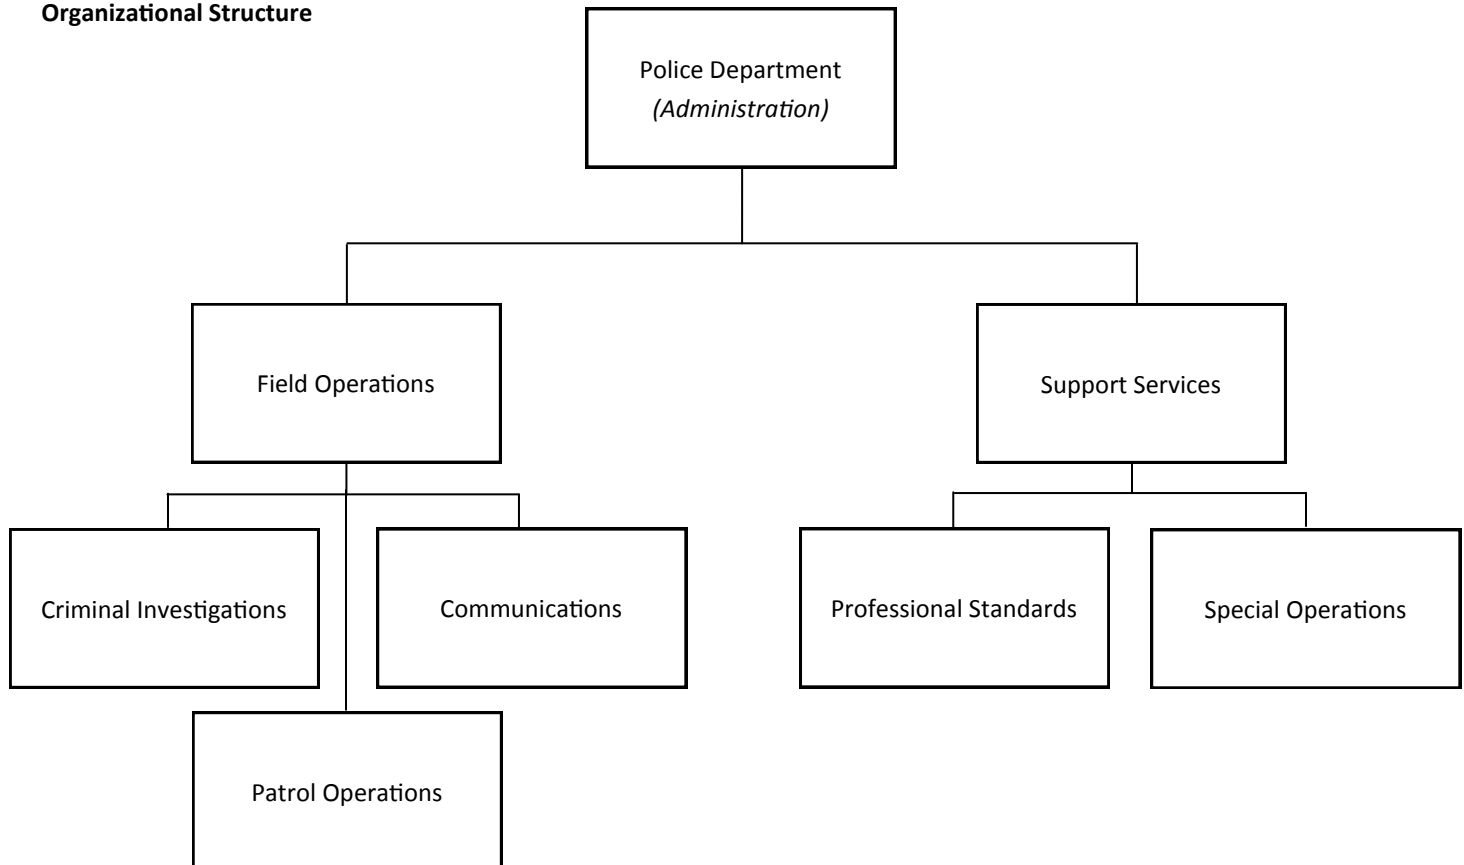 Organizational Structure
Police Department
(Administration)
Field Operations
Support Services
Criminal Investigations
Communications
Professional Standards
Special Operations
Patrol Operations